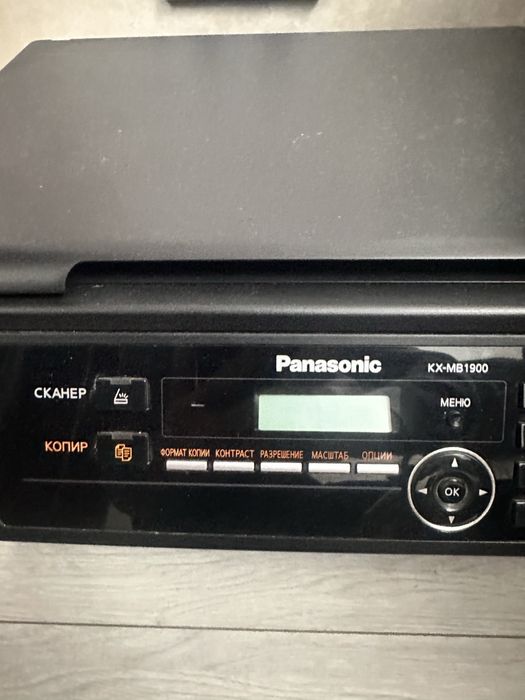 Panasonic KX-MB1900
СКАНЕР
МЕНЮ
КОПИР
ФОРМАТ КОПИИ КОНТРАСТ РАЗРЕШЕНИЕ МАСШТАБ ОПЦИИ
OK